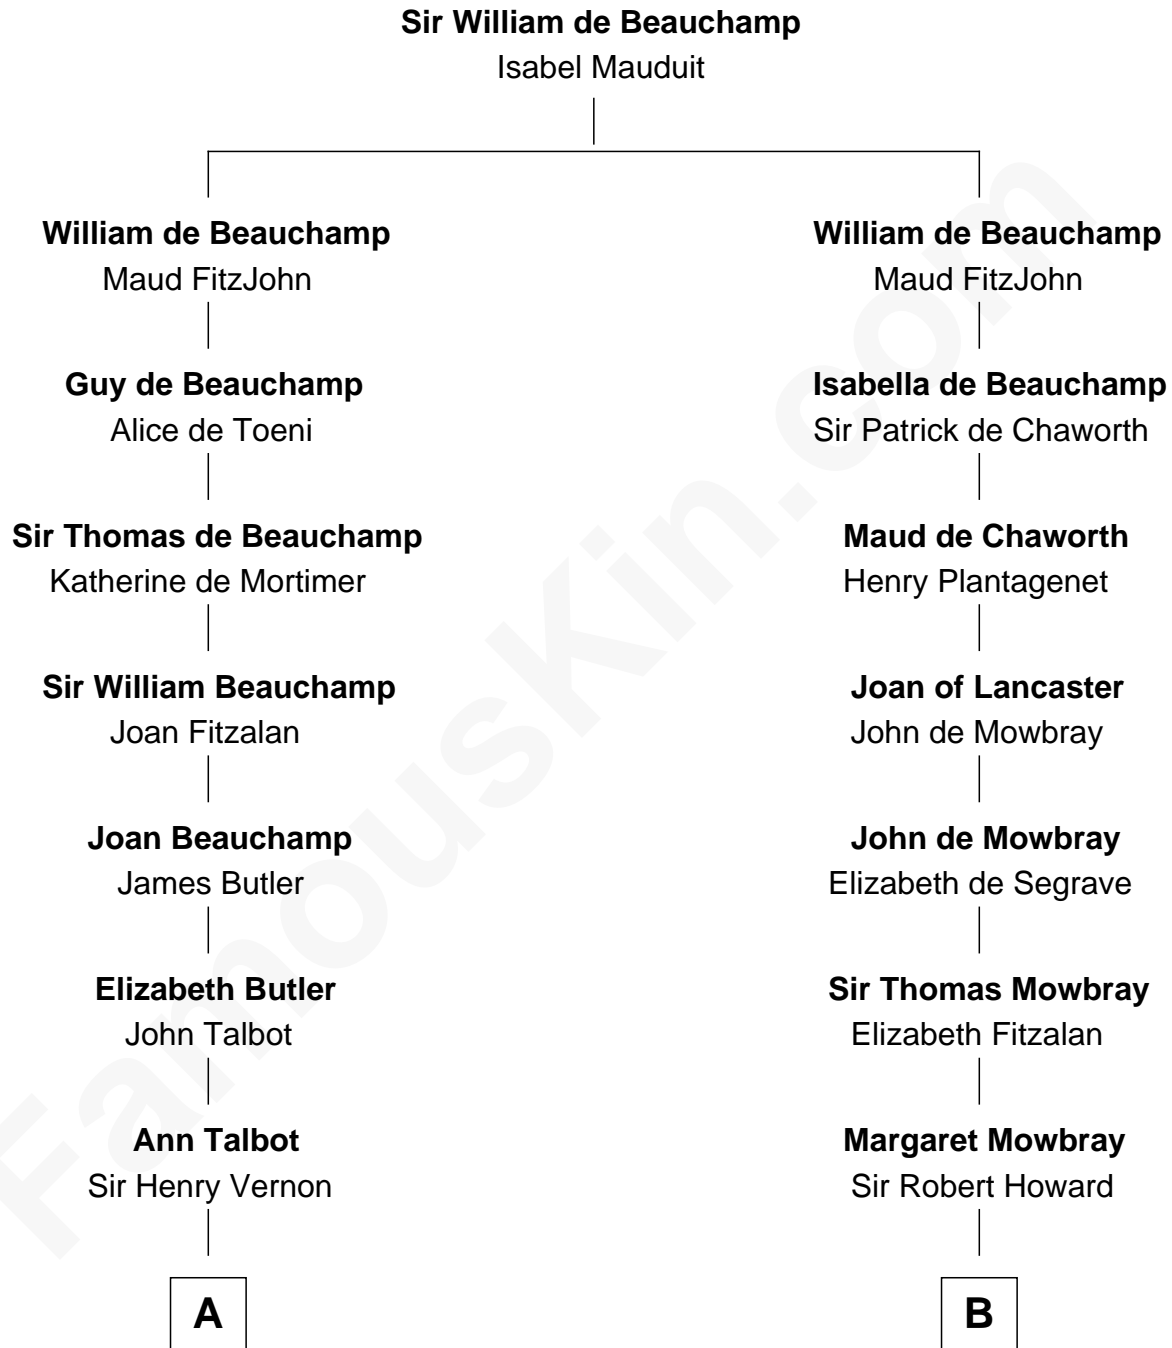 Sir William de Beauchamp
Isabel Mauduit
William de Beauchamp
Maud FitzJohn
William de Beauchamp
Maud FitzJohn
Guy de Beauchamp
Alice de Toeni
Isabella de Beauchamp
Sir Patrick de Chaworth
Sir Thomas de Beauchamp
Katherine de Mortimer
Maud de Chaworth
Henry Plantagenet
Sir William Beauchamp
Joan Fitzalan
Joan of Lancaster
John de Mowbray
Joan Beauchamp
James Butler
John de Mowbray
Elizabeth de Segrave
Elizabeth Butler
John Talbot
Sir Thomas Mowbray
Elizabeth Fitzalan
Ann Talbot
Sir Henry Vernon
Margaret Mowbray
Sir Robert Howard
A
B
FamousKin.com